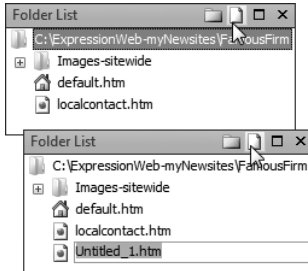 Folder List
C:\ExpressionWeb-myNewsites\FamousFirm
Images-sitewide
default.htm
localcontact.htm
Folder List
C:\ExpressionWeb-myNewsites\FamousFirm
Images-sitewide
default.htm
localcontact.htm
Untitled_1.htm